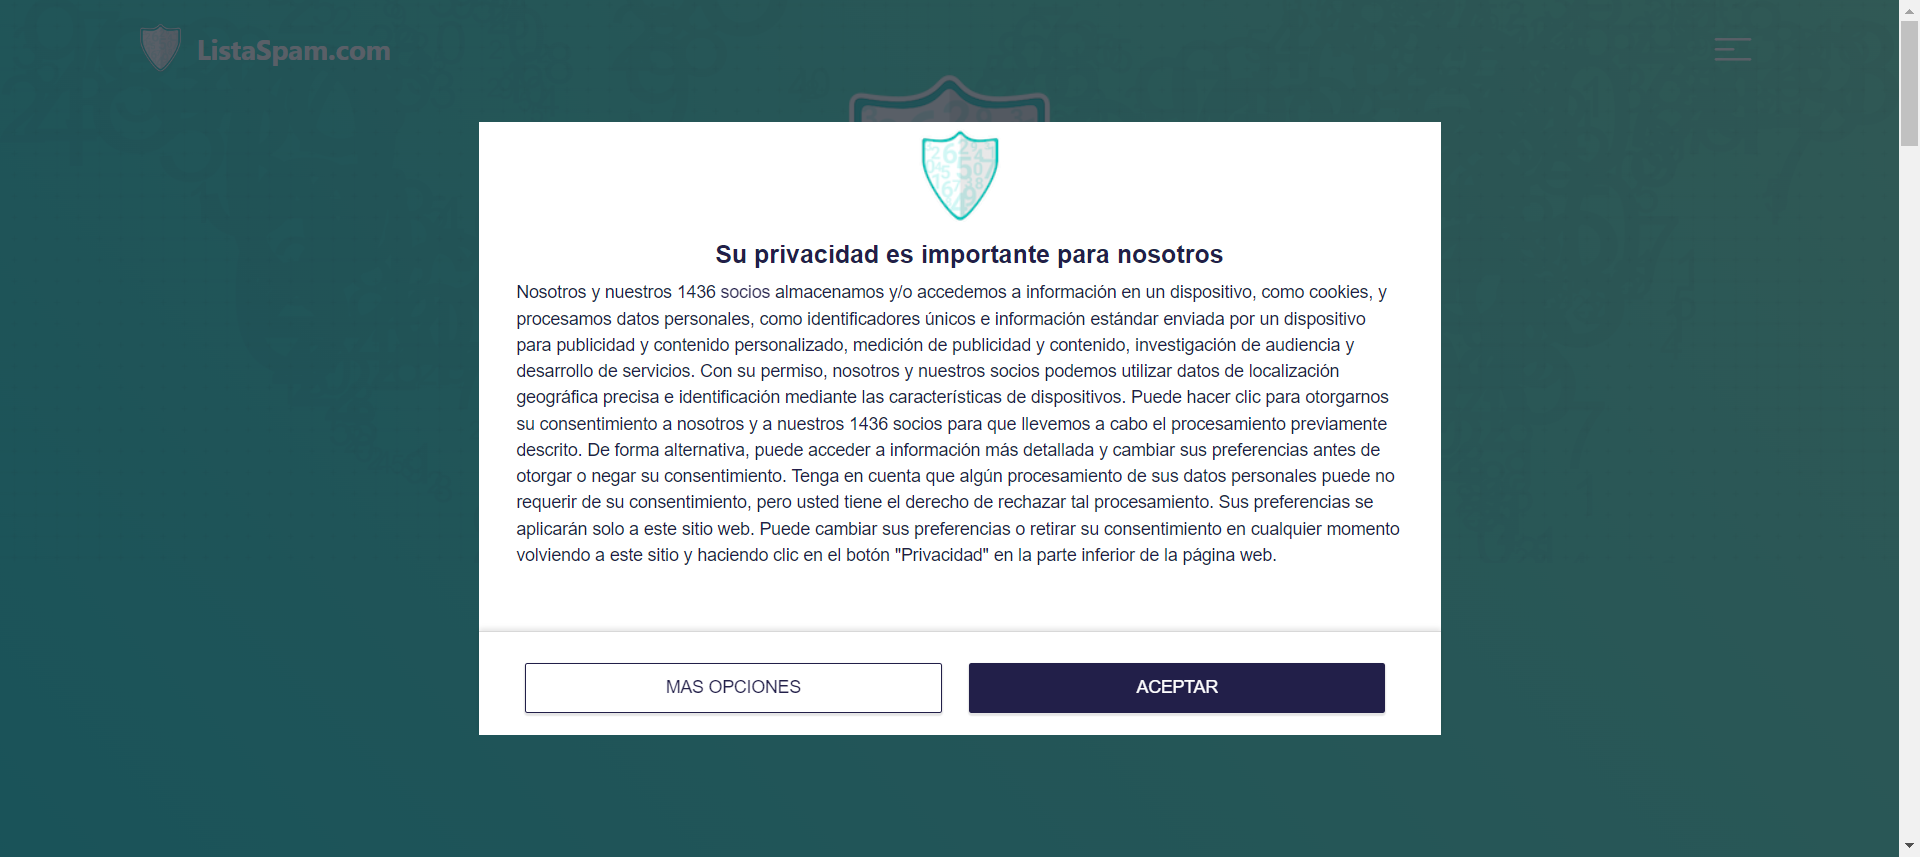 ListaSpam.com
Su privacidad es importante para nosotros
Nosotros y nuestros 1436 socios almacenamos y/o accedemos a información en un dispositivo, como cookies, y
procesamos datos personales, como identificadores únicos e información estándar enviada por un dispositivo
para publicidad y contenido personalizado, medición de publicidad y contenido, investigación de audiencia y
desarrollo de servicios. Con su permiso, nosotros y nuestros socios podemos utilizar datos de localización
geográfica precisa e identificación mediante las características de dispositivos. Puede hacer clic para otorgarnos
su consentimiento a nosotros y a nuestros 1436 socios para que llevemos a cabo el procesamiento previamente
descrito. De forma alternativa, puede acceder a información más detallada y cambiar sus preferencias antes de
otorgar o negar su consentimiento. Tenga en cuenta que algún procesamiento de sus datos personales puede no
requerir de su consentimiento, pero usted tiene el derecho de rechazar tal procesamiento. Sus preferencias se
aplicarán solo a este sitio web. Puede cambiar sus preferencias o retirar su consentimiento en cualquier momento
volviendo a este sitio y haciendo clic en el botón "Privacidad" en la parte inferior de la página web.
MAS OPCIONES
ACEPTAR